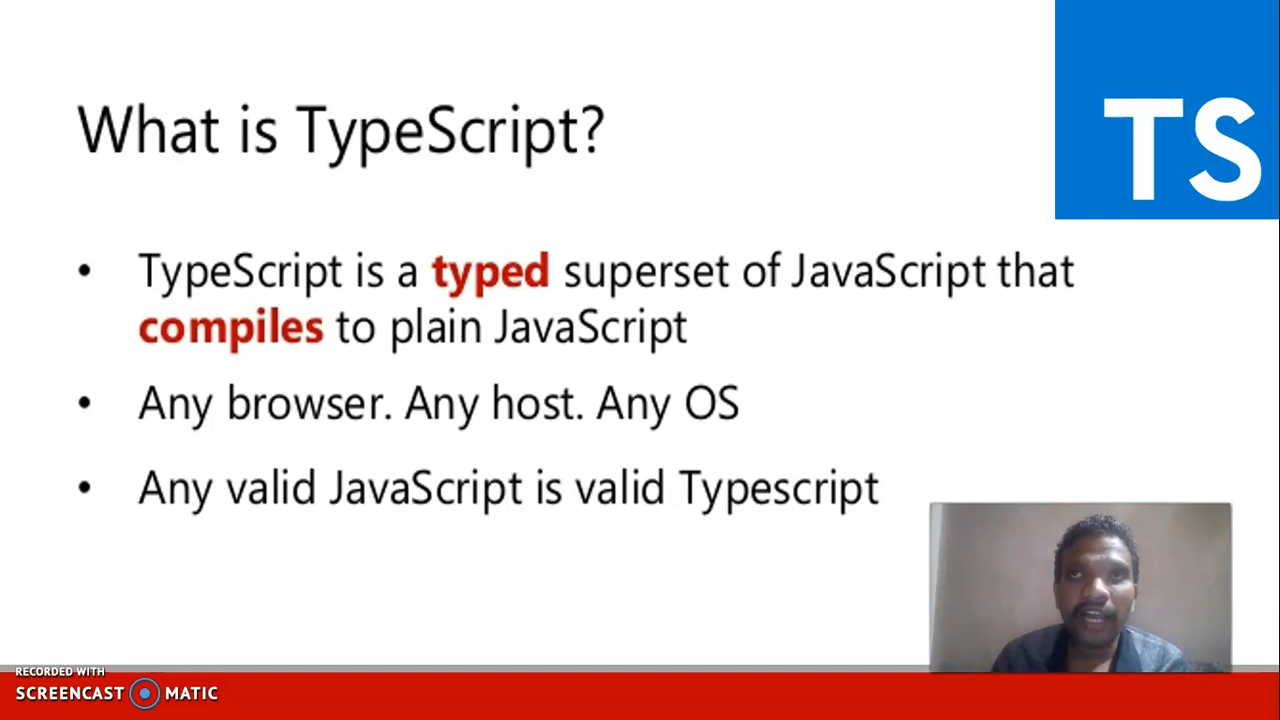 TS
What is TypeScript?
• TypeScript is a typed superset of JavaScript that
compiles to plain JavaScript
• Any browser. Any host. Any OS
• Any valid JavaScript is valid Typescript
RECORDED WITH
SCREENCAST MATIC